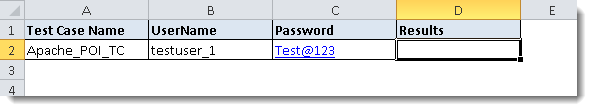 A B C D E
1 Test Case Name UserName Password Results
2 Apache_POI_TC testuser_1 Test@123
3
4